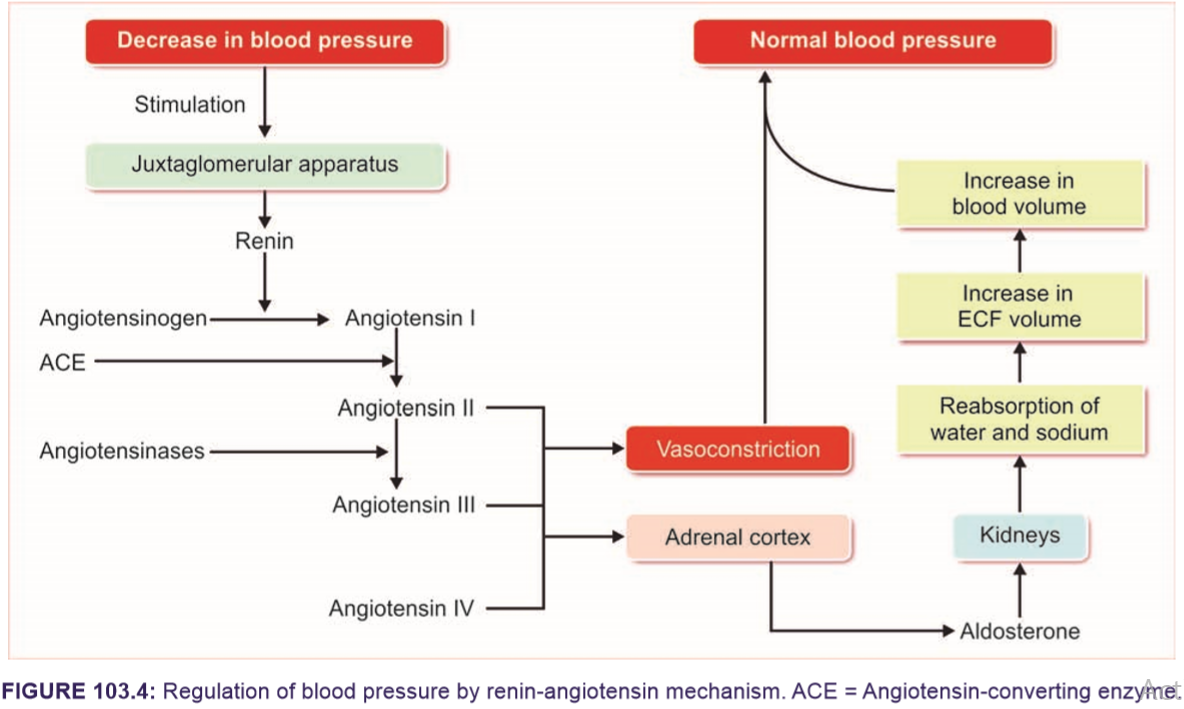 Decrease in blood pressure
Normal blood pressure
Stimulation
Juxtaglomerular apparatus
Renin
Angiotensinogen
Angiotensin I
ACE
Angiotensin II
Angiotensinases
Angiotensin III
Angiotensin IV
Vasoconstriction
Adrenal cortex
Aldosterone
Kidneys
Reabsorption of
water and sodium
Increase in
ECF volume
Increase in
blood volume
FIGURE 103.4: Regulation of blood pressure by renin-angiotensin mechanism. ACE = Angiotensin-converting enzyme.
Act